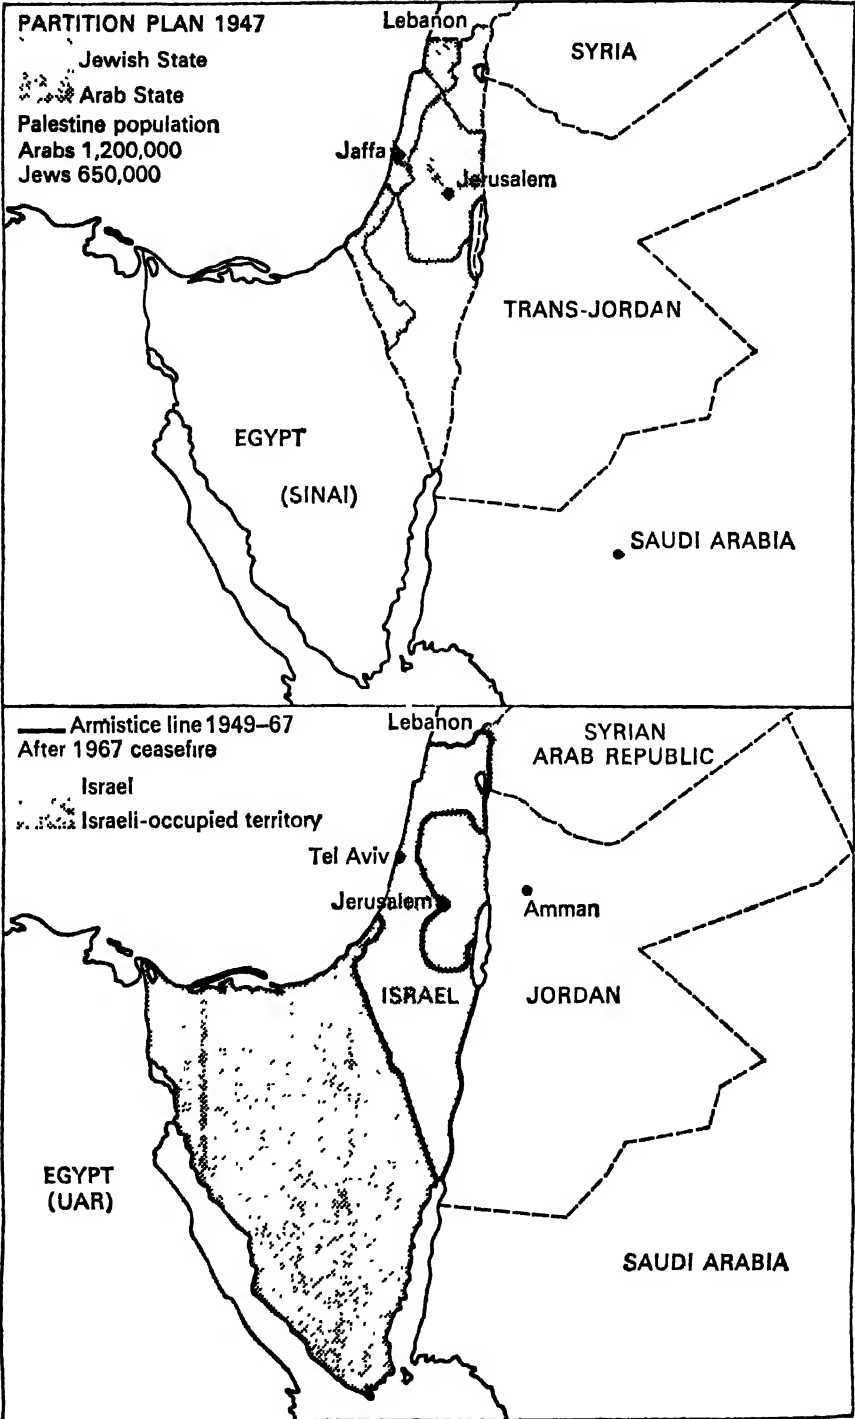 PARTITION PLAN 1947
Jewish State
Arab State
Palestine population
Arabs 1,200,000
Jews 650,000
Lebanon
SYRIA
Jaffa
Jerusalem
TRANS-JORDAN
EGYPT
(SINAI)
SAUDI ARABIA
Armistice line 1949–67
After 1967 ceasefire
Israel
Israeli-occupied territory
Lebanon
SYRIAN
ARAB REPUBLIC
Tel Aviv
Jerusalem
Amman
ISRAEL
JORDAN
EGYPT
(UAR)
SAUDI ARABIA